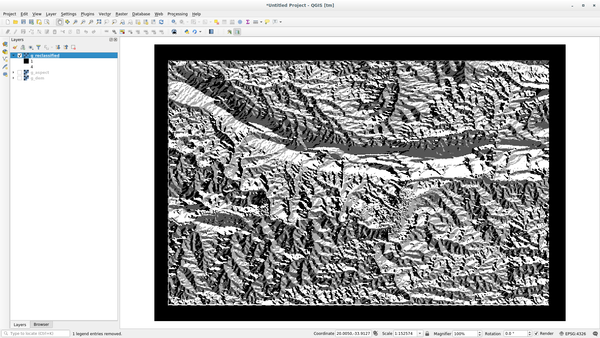 *Untitled Project - QGIS [tm]
Project Edit View Layer Settings Plugins Vector Raster Database Web Processing Help
Layers
g_reclassified
Layers Browser
Type to locate (Ctrl+K)
1 legend entries removed.
Coordinate 20.0050,-33.9127
Scale 1:152574
Magnifier 100%
Rotation 0.0 °
Render
EPSG:4326